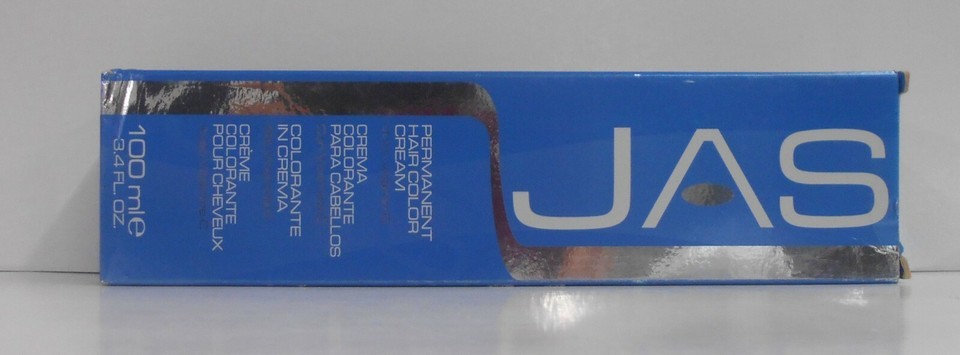 JAS
PERMANENT
HAIR COLOR
CREAM
CREMA
COLORANTE
PARA CABELLOS
COLORANTE
IN CREMA
CRÈME
COLORANTE
POUR CHEVEUX
100 mle
3.4 FL. OZ.